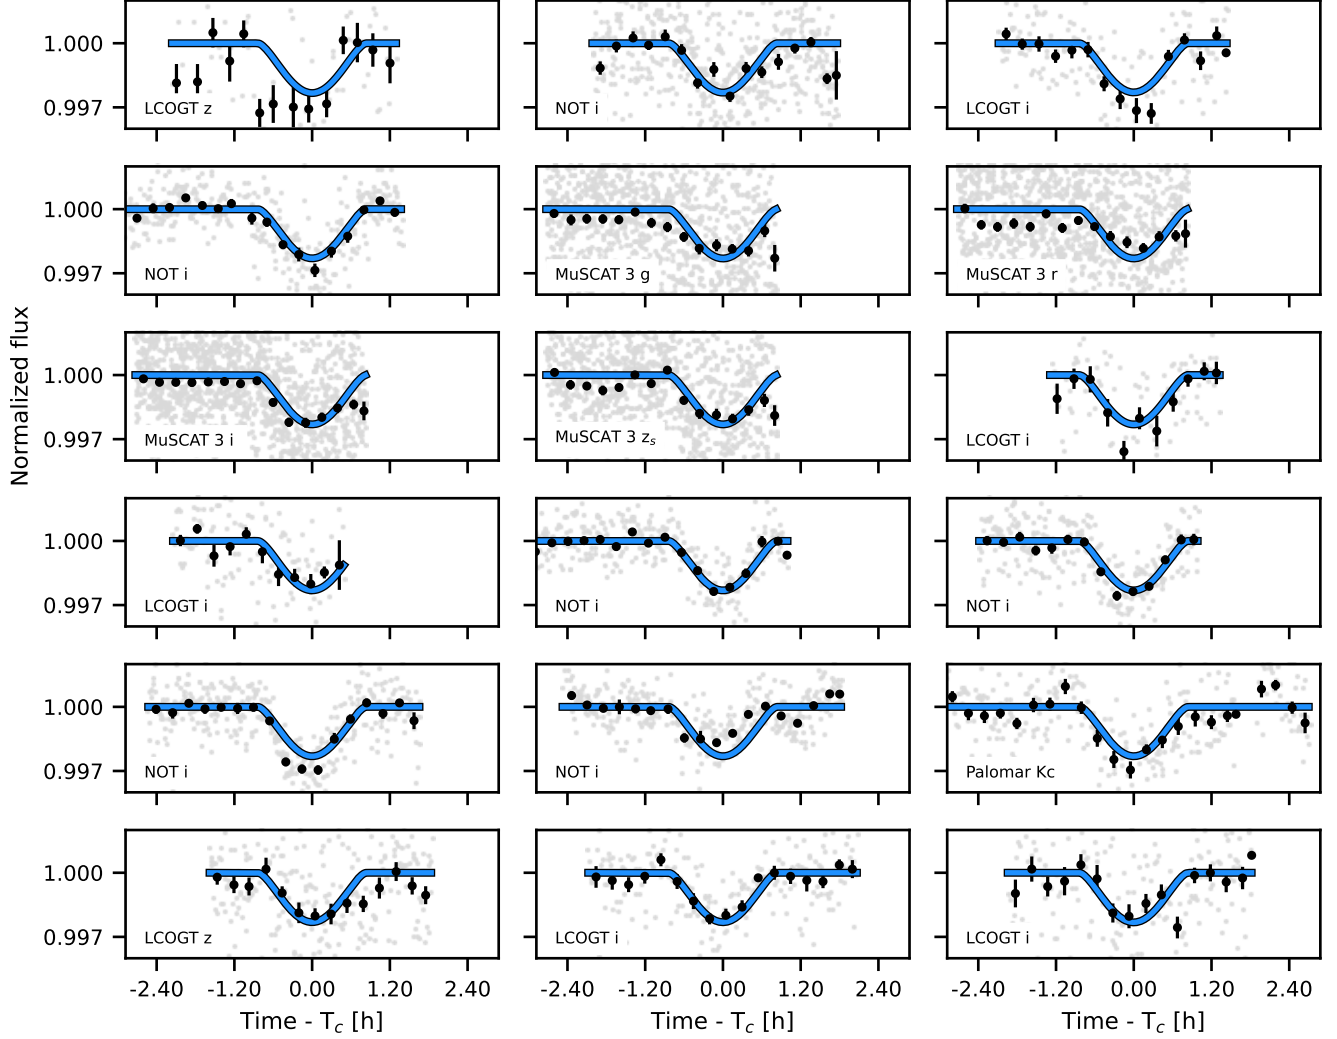 1.000
0.997
LCOGT z
NOT i
LCOGT i
1.000
0.997
NOT i
MuSCAT 3 g
MuSCAT 3 r
Normalized flux
1.000
0.997
MuSCAT 3 i
MuSCAT 3 zₛ
LCOGT i
1.000
0.997
LCOGT i
NOT i
NOT i
1.000
0.997
NOT i
NOT i
Palomar Kc
1.000
0.997
LCOGT z
LCOGT i
LCOGT i
-2.40 -1.20 0.00 1.20 2.40
-2.40 -1.20 0.00 1.20 2.40
-2.40 -1.20 0.00 1.20 2.40
Time - T_c [h]
Time - T_c [h]
Time - T_c [h]